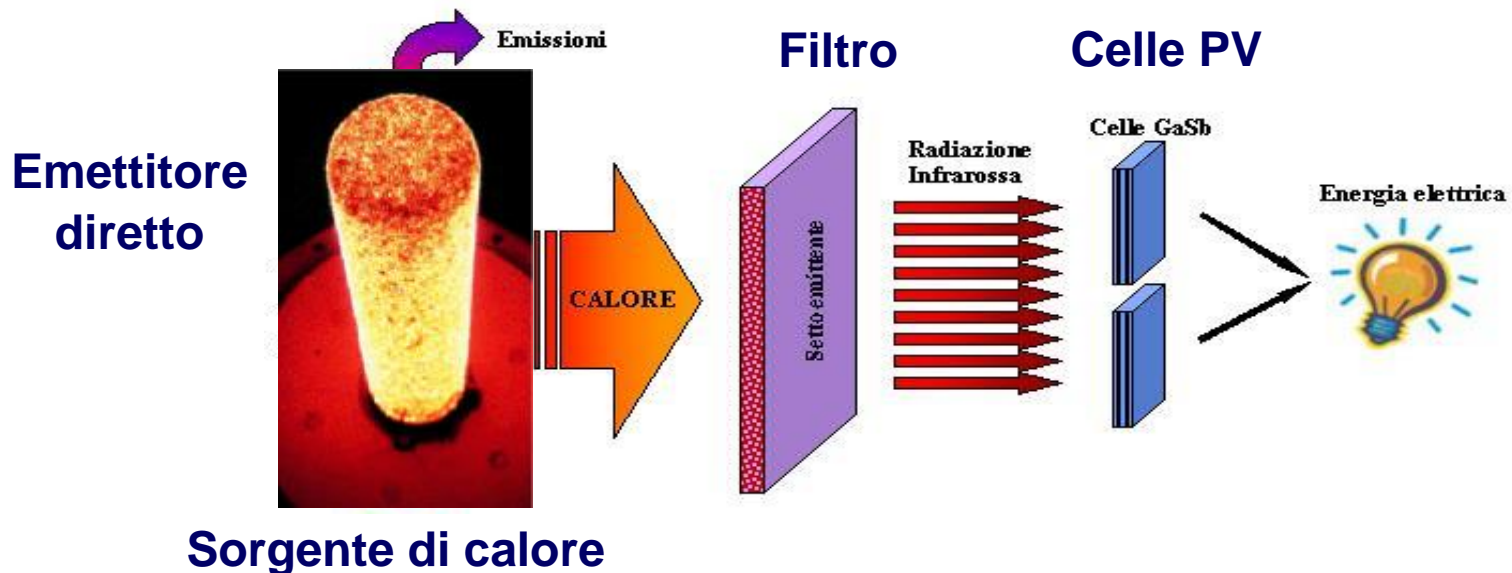 Emissioni
Filtro
Celle PV
Celle GaSb
Emettitore
diretto
Radiazione
Infrarossa
Energia elettrica
CALORE
Setto emittente
Sorgente di calore